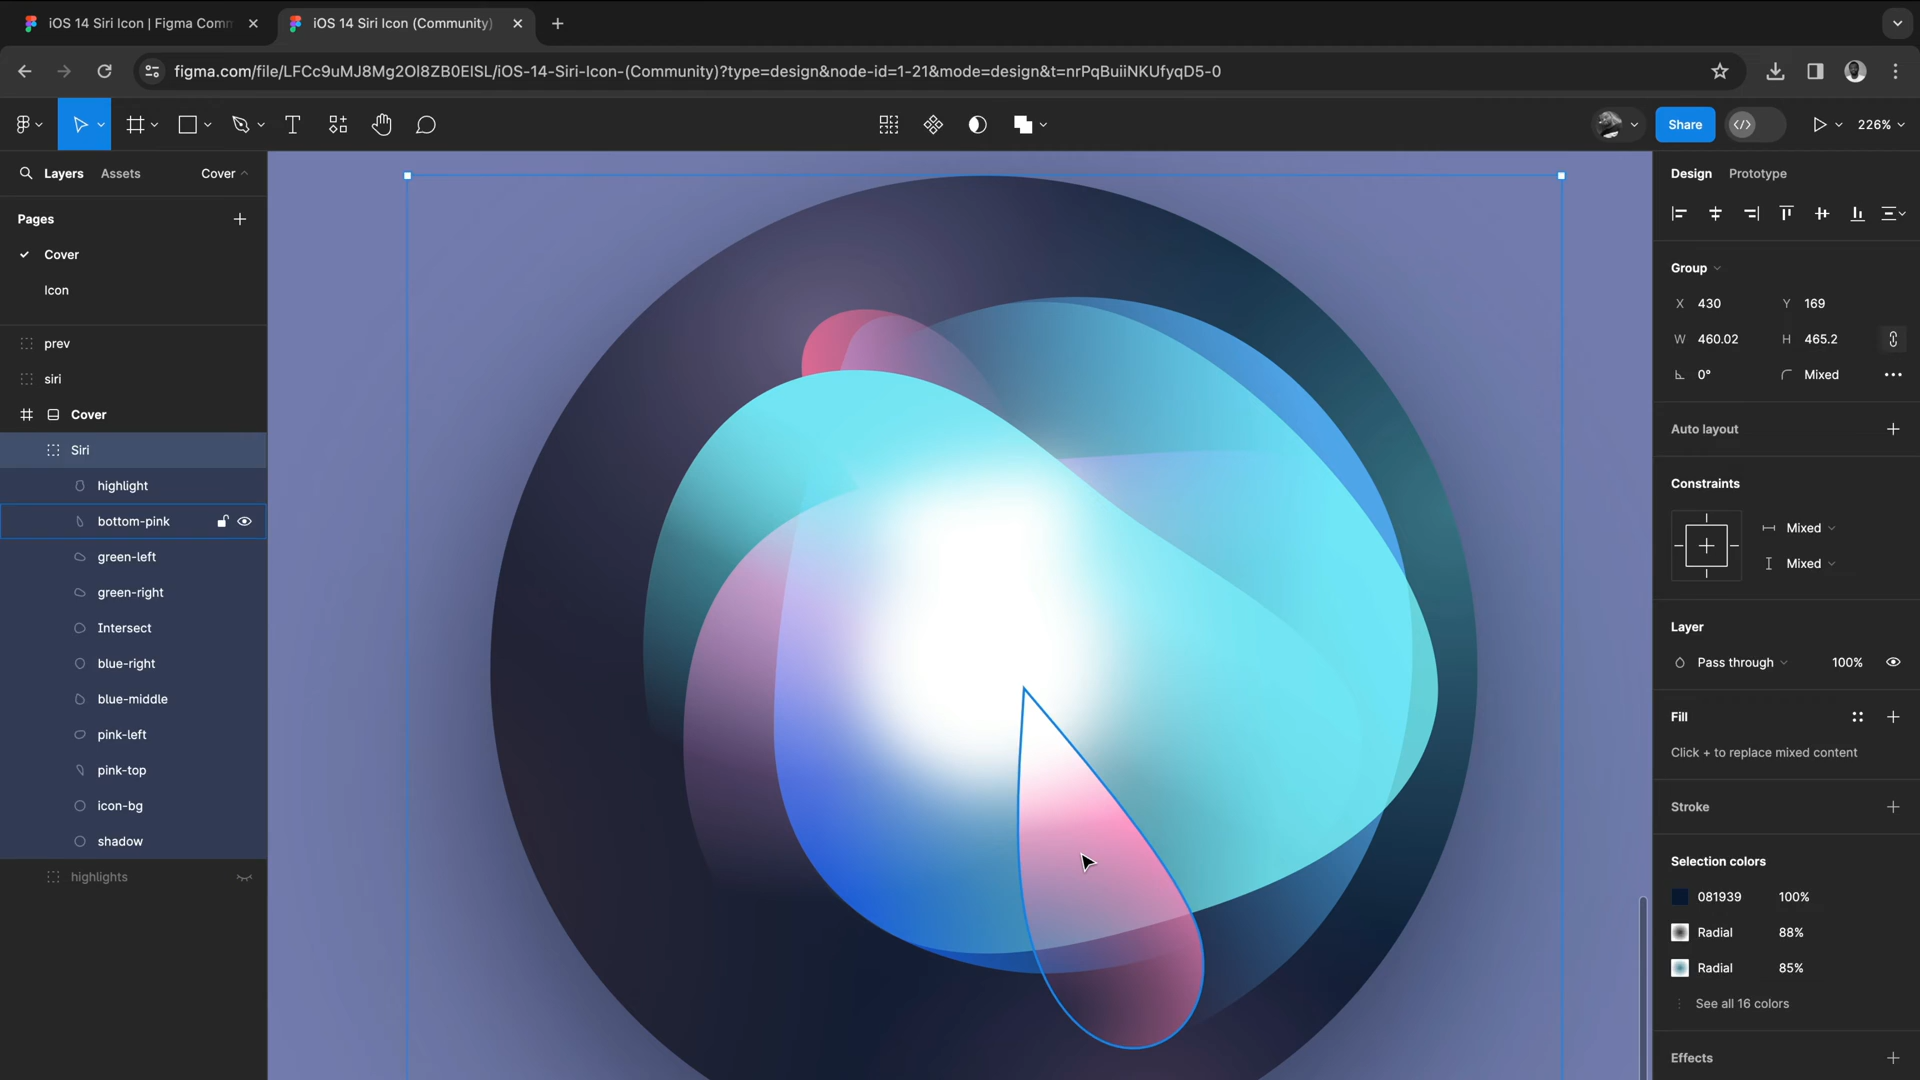 iOS 14 Siri Icon | Figma Comm
iOS 14 Siri Icon (Community)
figma.com/file/LFCc9uMJ8Mg2Ol8ZB0ElSL/iOS-14-Siri-Icon-(Community)?type=design&node-id=1-21&mode=design&t=nrPqBuiiNKUfyqD5-0
Share
226%
Layers
Assets
Cover
Pages
Cover
Icon
prev
siri
Cover
Siri
highlight
bottom-pink
green-left
green-right
Intersect
blue-right
blue-middle
pink-left
pink-top
icon-bg
shadow
highlights
Design
Prototype
Group
X 430
Y 169
W 460.02
H 465.2
0°
Mixed
Auto layout
Constraints
Mixed
Mixed
Layer
Pass through
100%
Fill
Click + to replace mixed content
Stroke
Selection colors
081939 100%
Radial 88%
Radial 85%
See all 16 colors
Effects